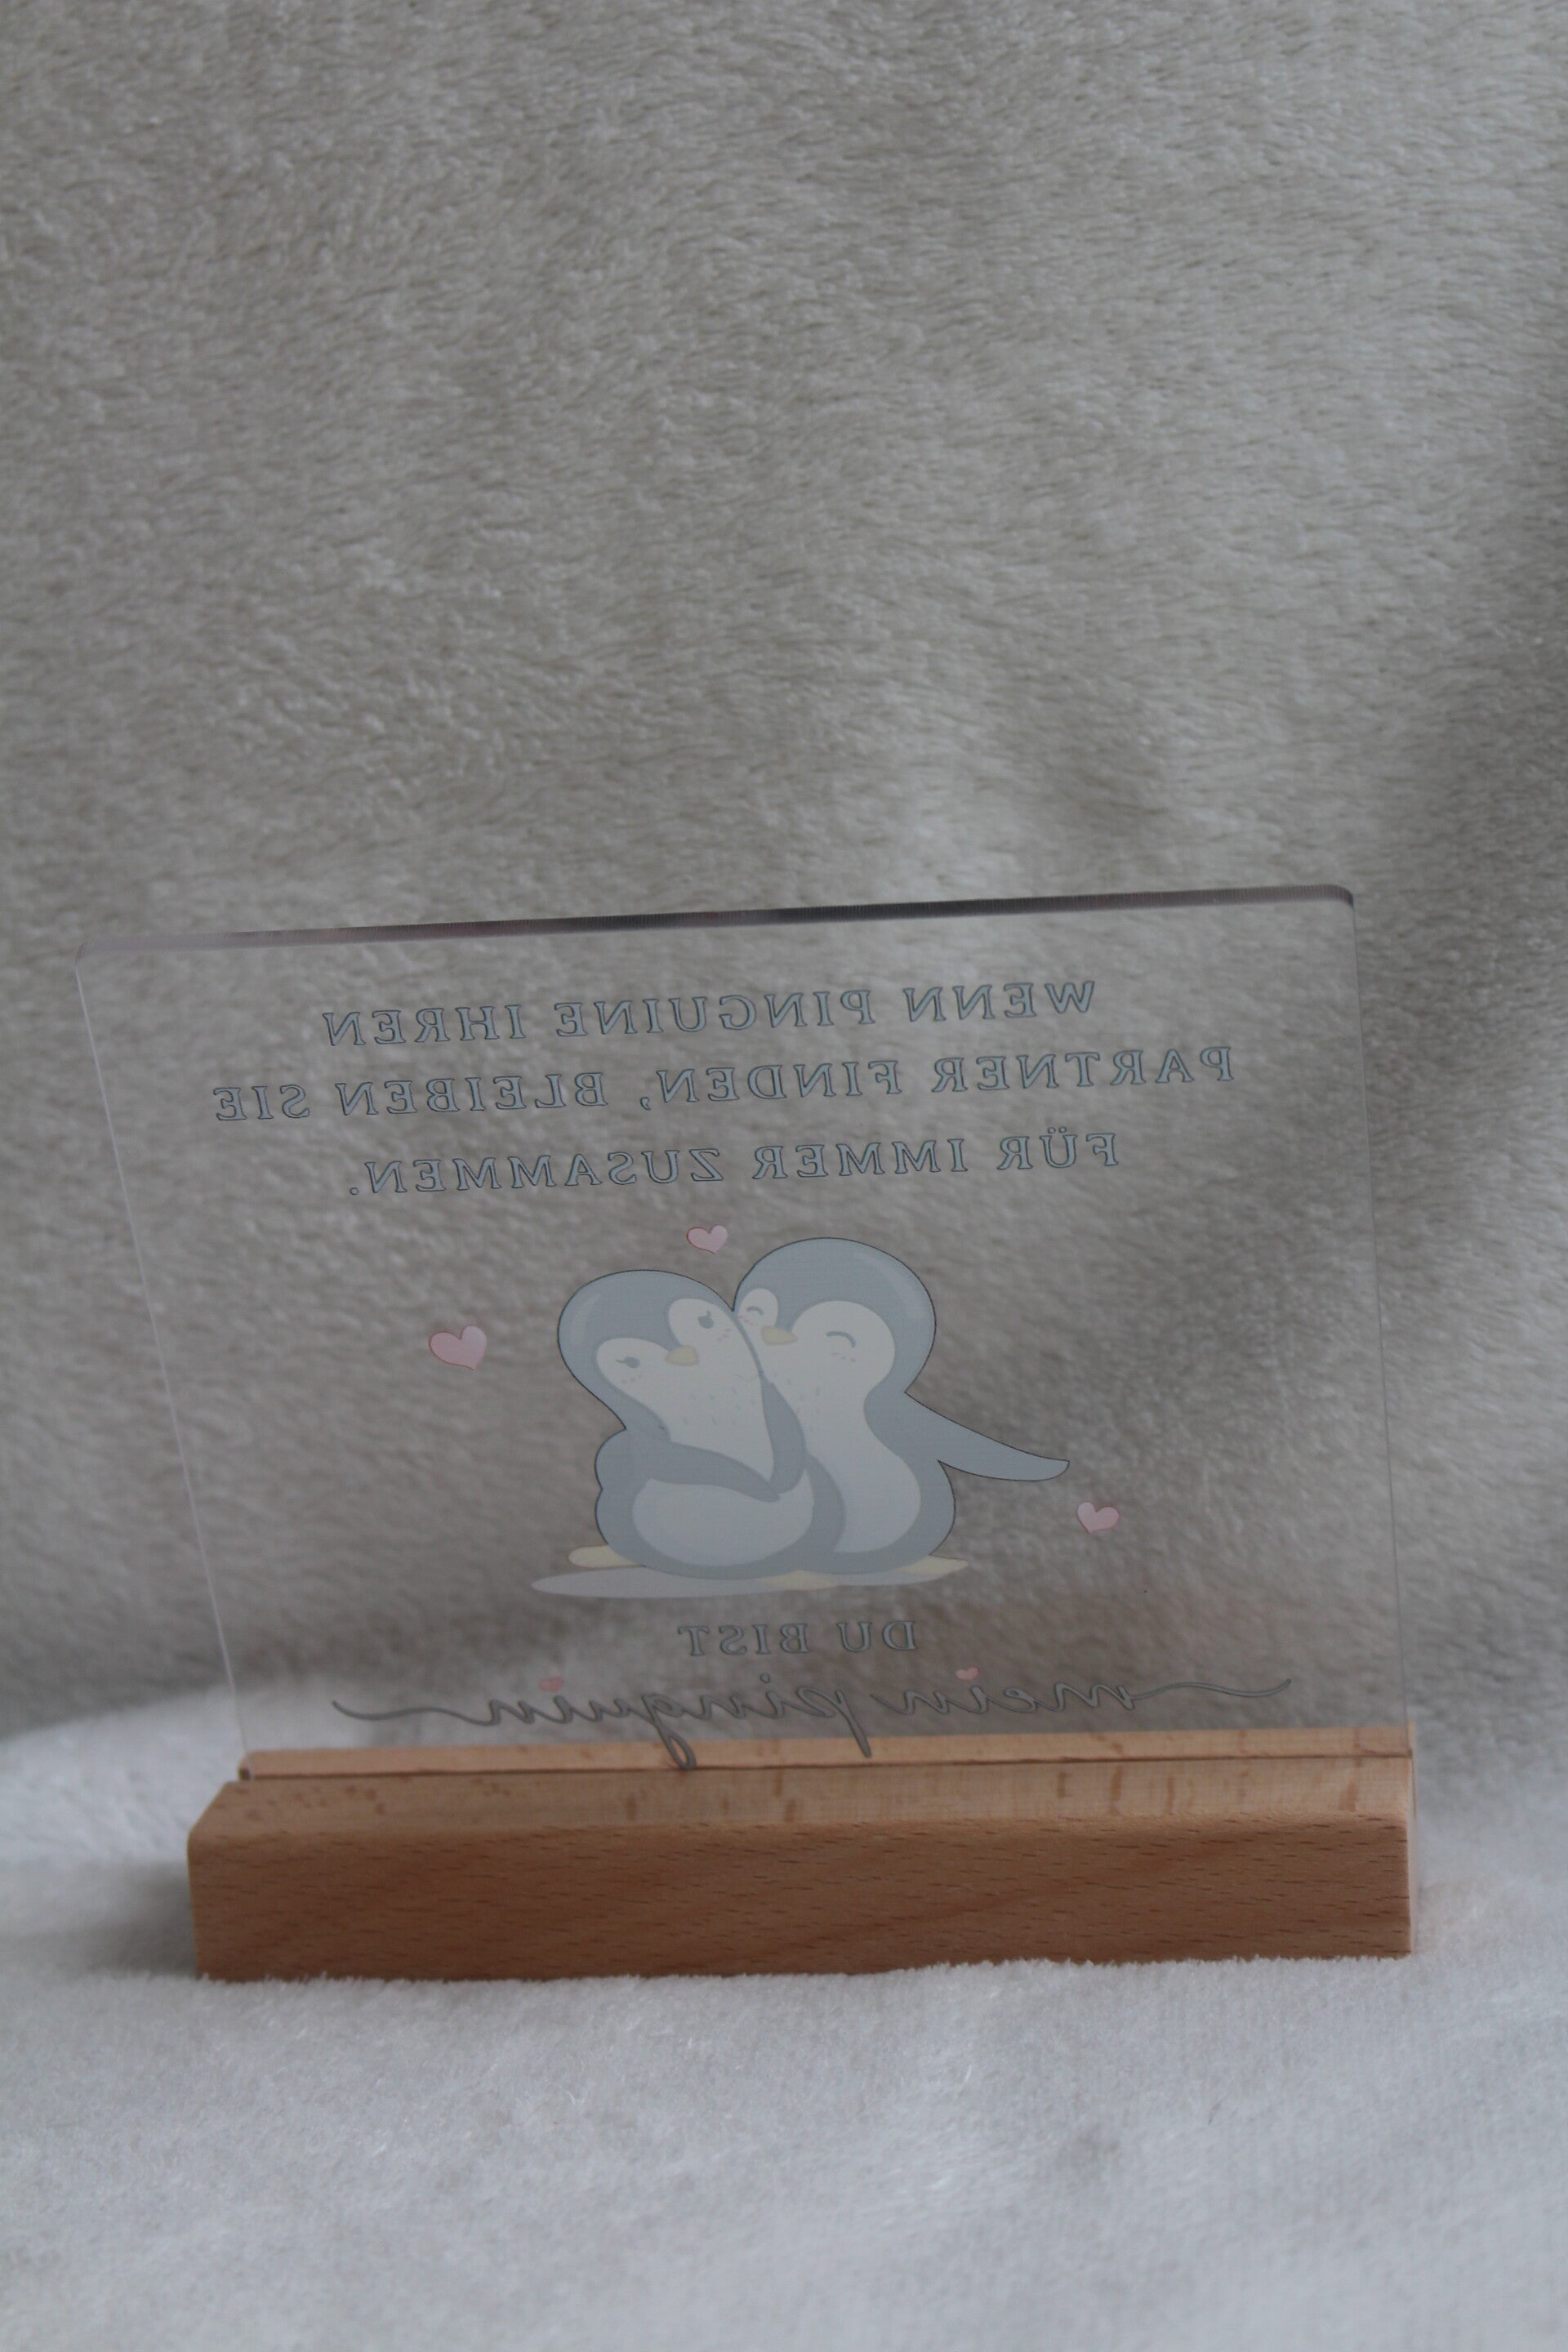 WENN PINGUINE IHREN
PARTNER FINDEN, BLEIBEN SIE
FÜR IMMER ZUSAMMEN.
DU BIST
mein pinguin